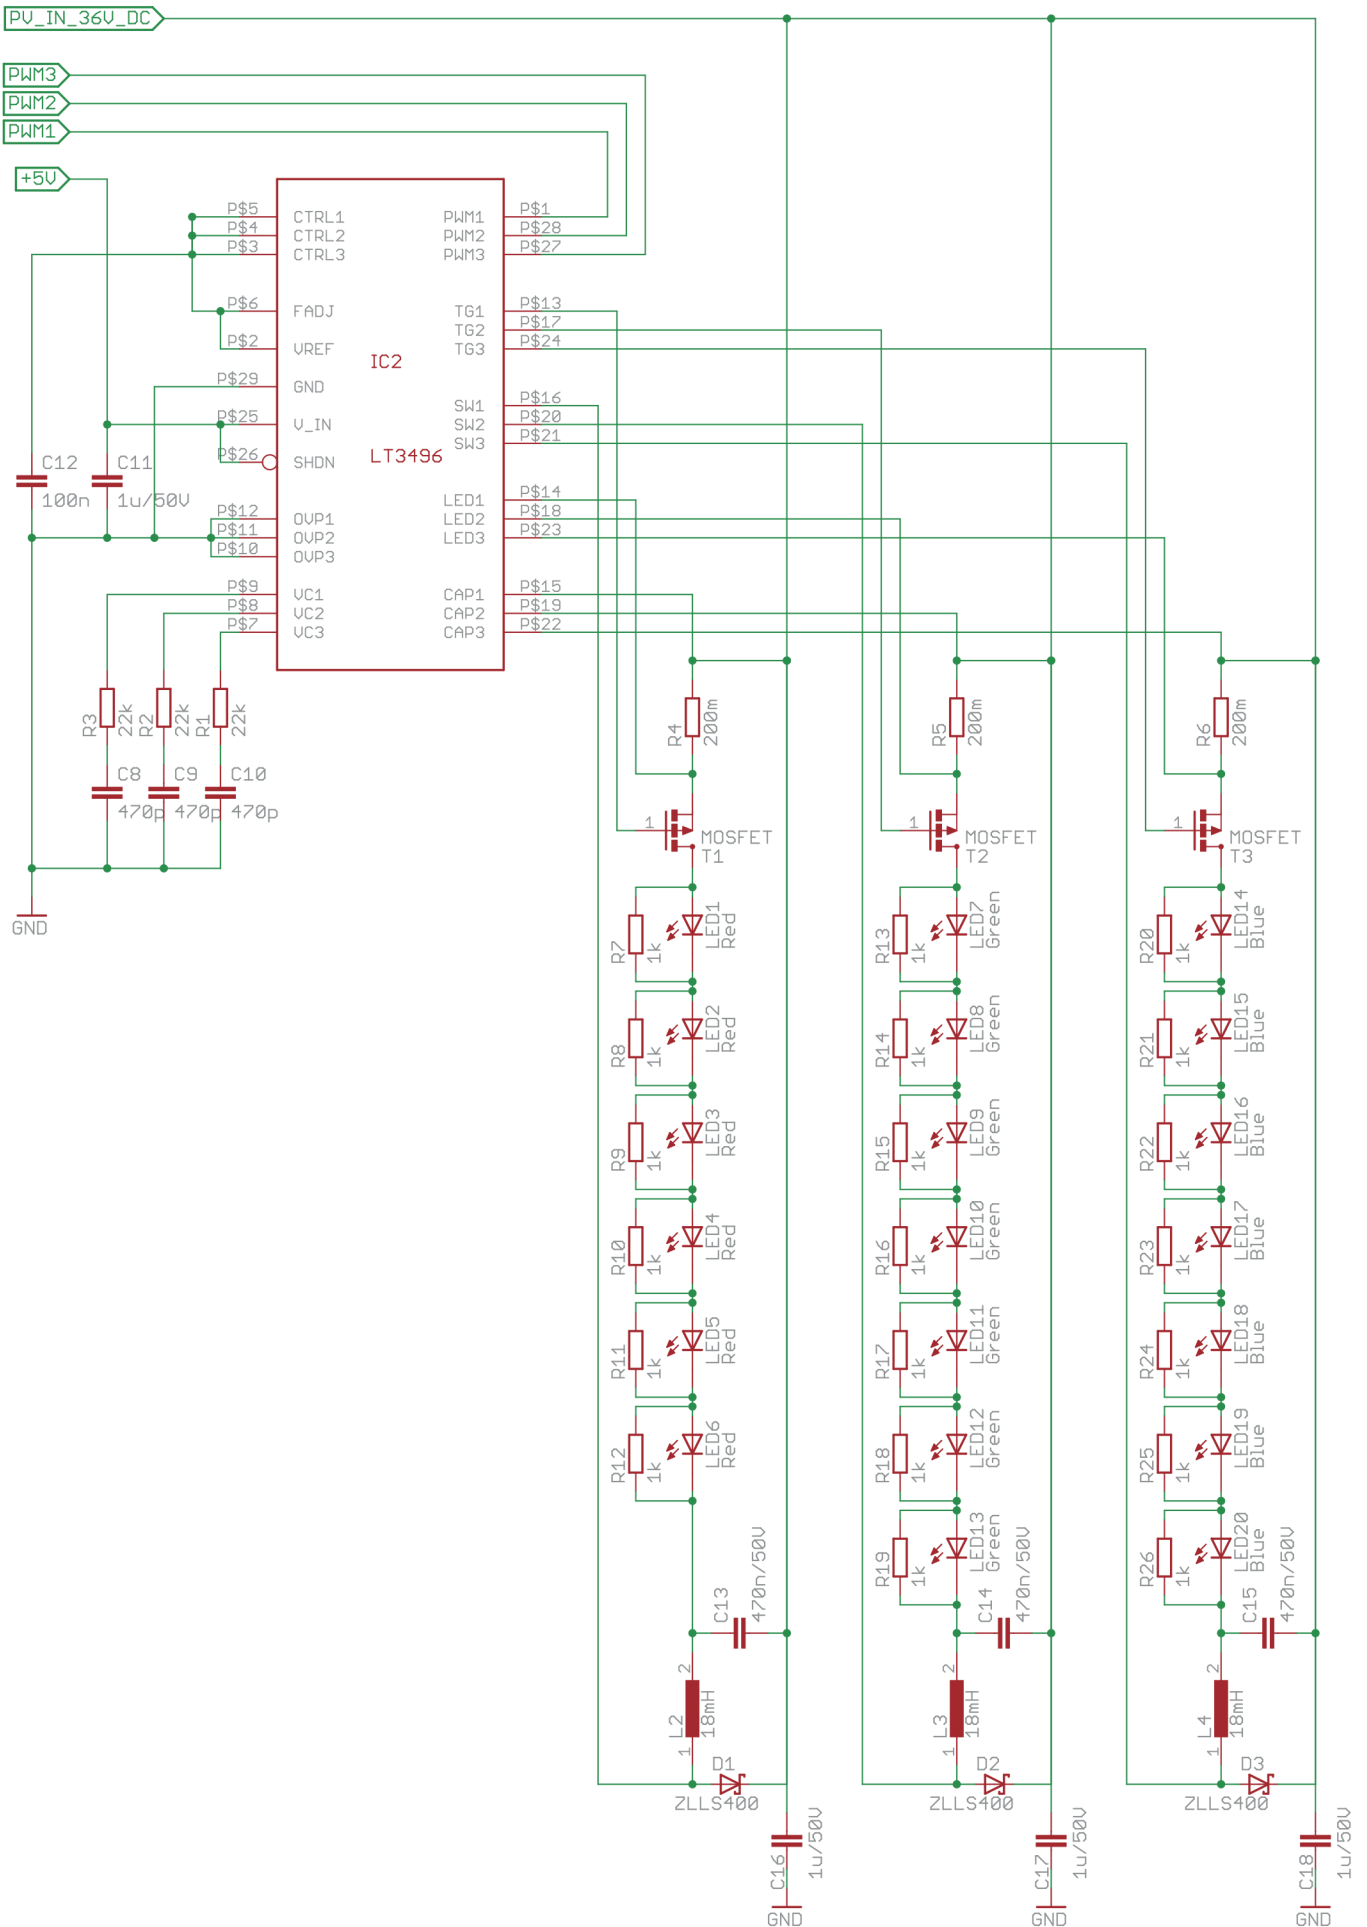 PV_IN_36V_DC
PWM3
PWM2
PWM1
+5V
P$5 CTRL1 PWM1 P$1
P$4 CTRL2 PWM2 P$28
P$3 CTRL3 PWM3 P$27
P$6 FADJ TG1 P$13
TG2 P$17
P$2 VREF TG3 P$24
IC2
P$29 GND
SW1 P$16
P$25 V_IN SW2 P$20
SW3 P$21
LT3496
P$26 SHDN
C12 C11
100n 1u/50V
LED1 P$14
P$12 OVP1 LED2 P$18
P$11 OVP2 LED3 P$23
P$10 OVP3
P$9 VC1 CAP1 P$15
P$8 VC2 CAP2 P$19
P$7 VC3 CAP3 P$22
R3 22k R2 22k R1 22k
R4 200m R5 200m R6 200m
C8 C9 C10
470p 470p 470p
1 MOSFET 1 MOSFET 1 MOSFET
T1 T2 T3
GND
R7 1k LED1 Red R13 1k LED7 Green R20 1k LED14 Blue
R8 1k LED2 Red R14 1k LED8 Green R21 1k LED15 Blue
R9 1k LED3 Red R15 1k LED9 Green R22 1k LED16 Blue
R10 1k LED4 Red R16 1k LED10 Green R23 1k LED17 Blue
R11 1k LED5 Red R17 1k LED11 Green R24 1k LED18 Blue
R12 1k LED6 Red R18 1k LED12 Green R25 1k LED19 Blue
R19 1k LED13 Green R26 1k LED20 Blue
C13 470n/50V C14 470n/50V C15 470n/50V
2 2 2
L2 18mH L3 18mH L4 18mH
1 1 1
D1 D2 D3
ZLLS400 ZLLS400 ZLLS400
C16 1u/50V C17 1u/50V C18 1u/50V
GND GND GND